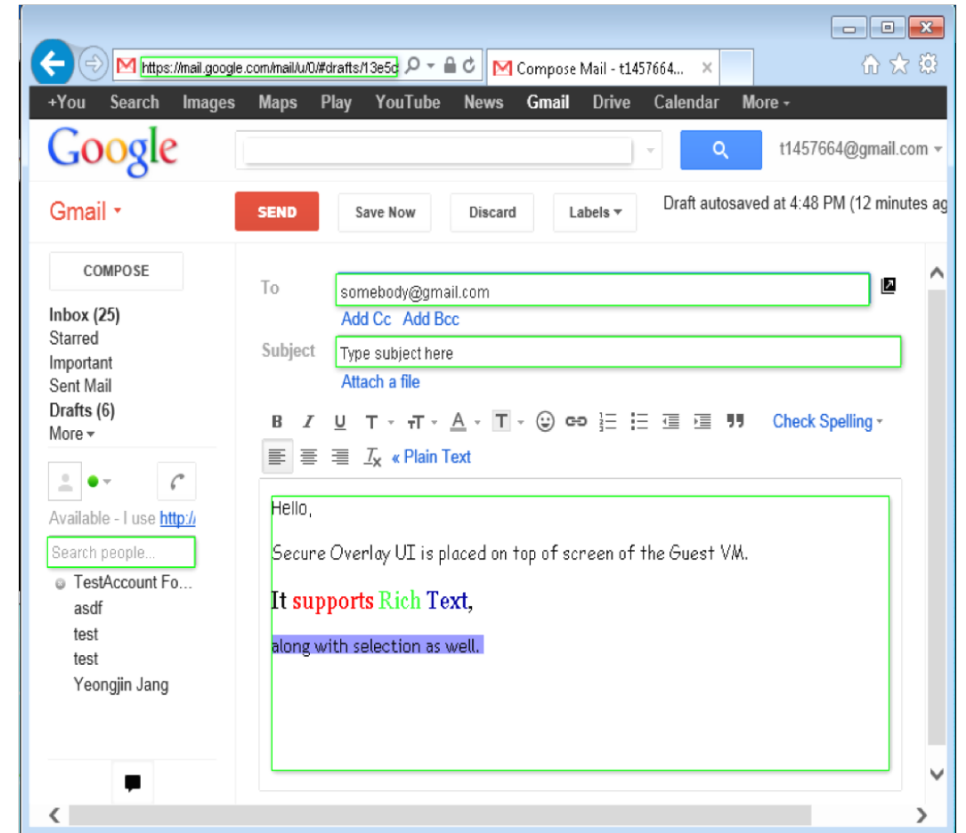 https://mail.google.com/mail/u/0/#drafts/13e5c
Compose Mail - t1457664...
+You Search Images Maps Play YouTube News Gmail Drive Calendar More
Google
t1457664@gmail.com
Gmail
SEND Save Now Discard Labels Draft autosaved at 4:48 PM (12 minutes ag
COMPOSE
Inbox (25)
Starred
Important
Sent Mail
Drafts (6)
More
Available - I use http://
Search people...
TestAccount Fo...
asdf
test
test
Yeongjin Jang
To somebody@gmail.com
Add Cc Add Bcc
Subject Type subject here
Attach a file
B I U T T A T Check Spelling
Tx « Plain Text
Hello,
Secure Overlay UI is placed on top of screen of the Guest VM.
It supports Rich Text,
along with selection as well.